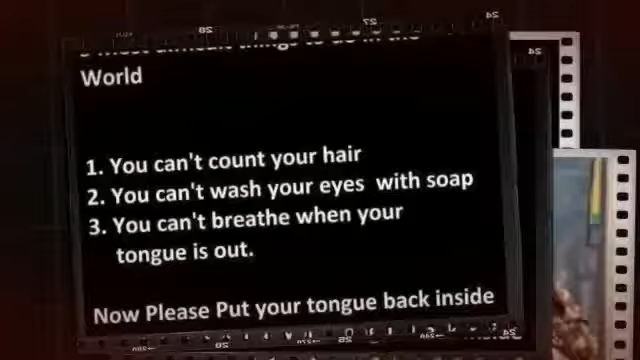 World
1. You can't count your hair
2. You can't wash your eyes with soap
3. You can't breathe when your
tongue is out.
Now Please Put your tongue back inside